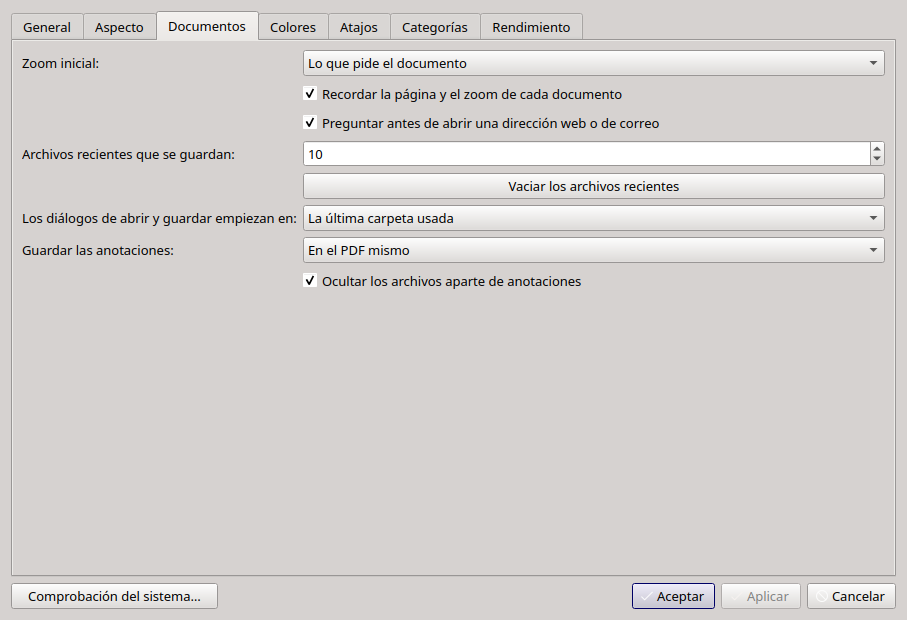 General Aspecto Documentos Colores Atajos Categorías Rendimiento
Zoom inicial: Lo que pide el documento
Recordar la página y el zoom de cada documento
Preguntar antes de abrir una dirección web o de correo
Archivos recientes que se guardan: 10
Vaciar los archivos recientes
Los diálogos de abrir y guardar empiezan en: La última carpeta usada
Guardar las anotaciones: En el PDF mismo
Ocultar los archivos aparte de anotaciones
Comprobación del sistema... Aceptar Aplicar Cancelar